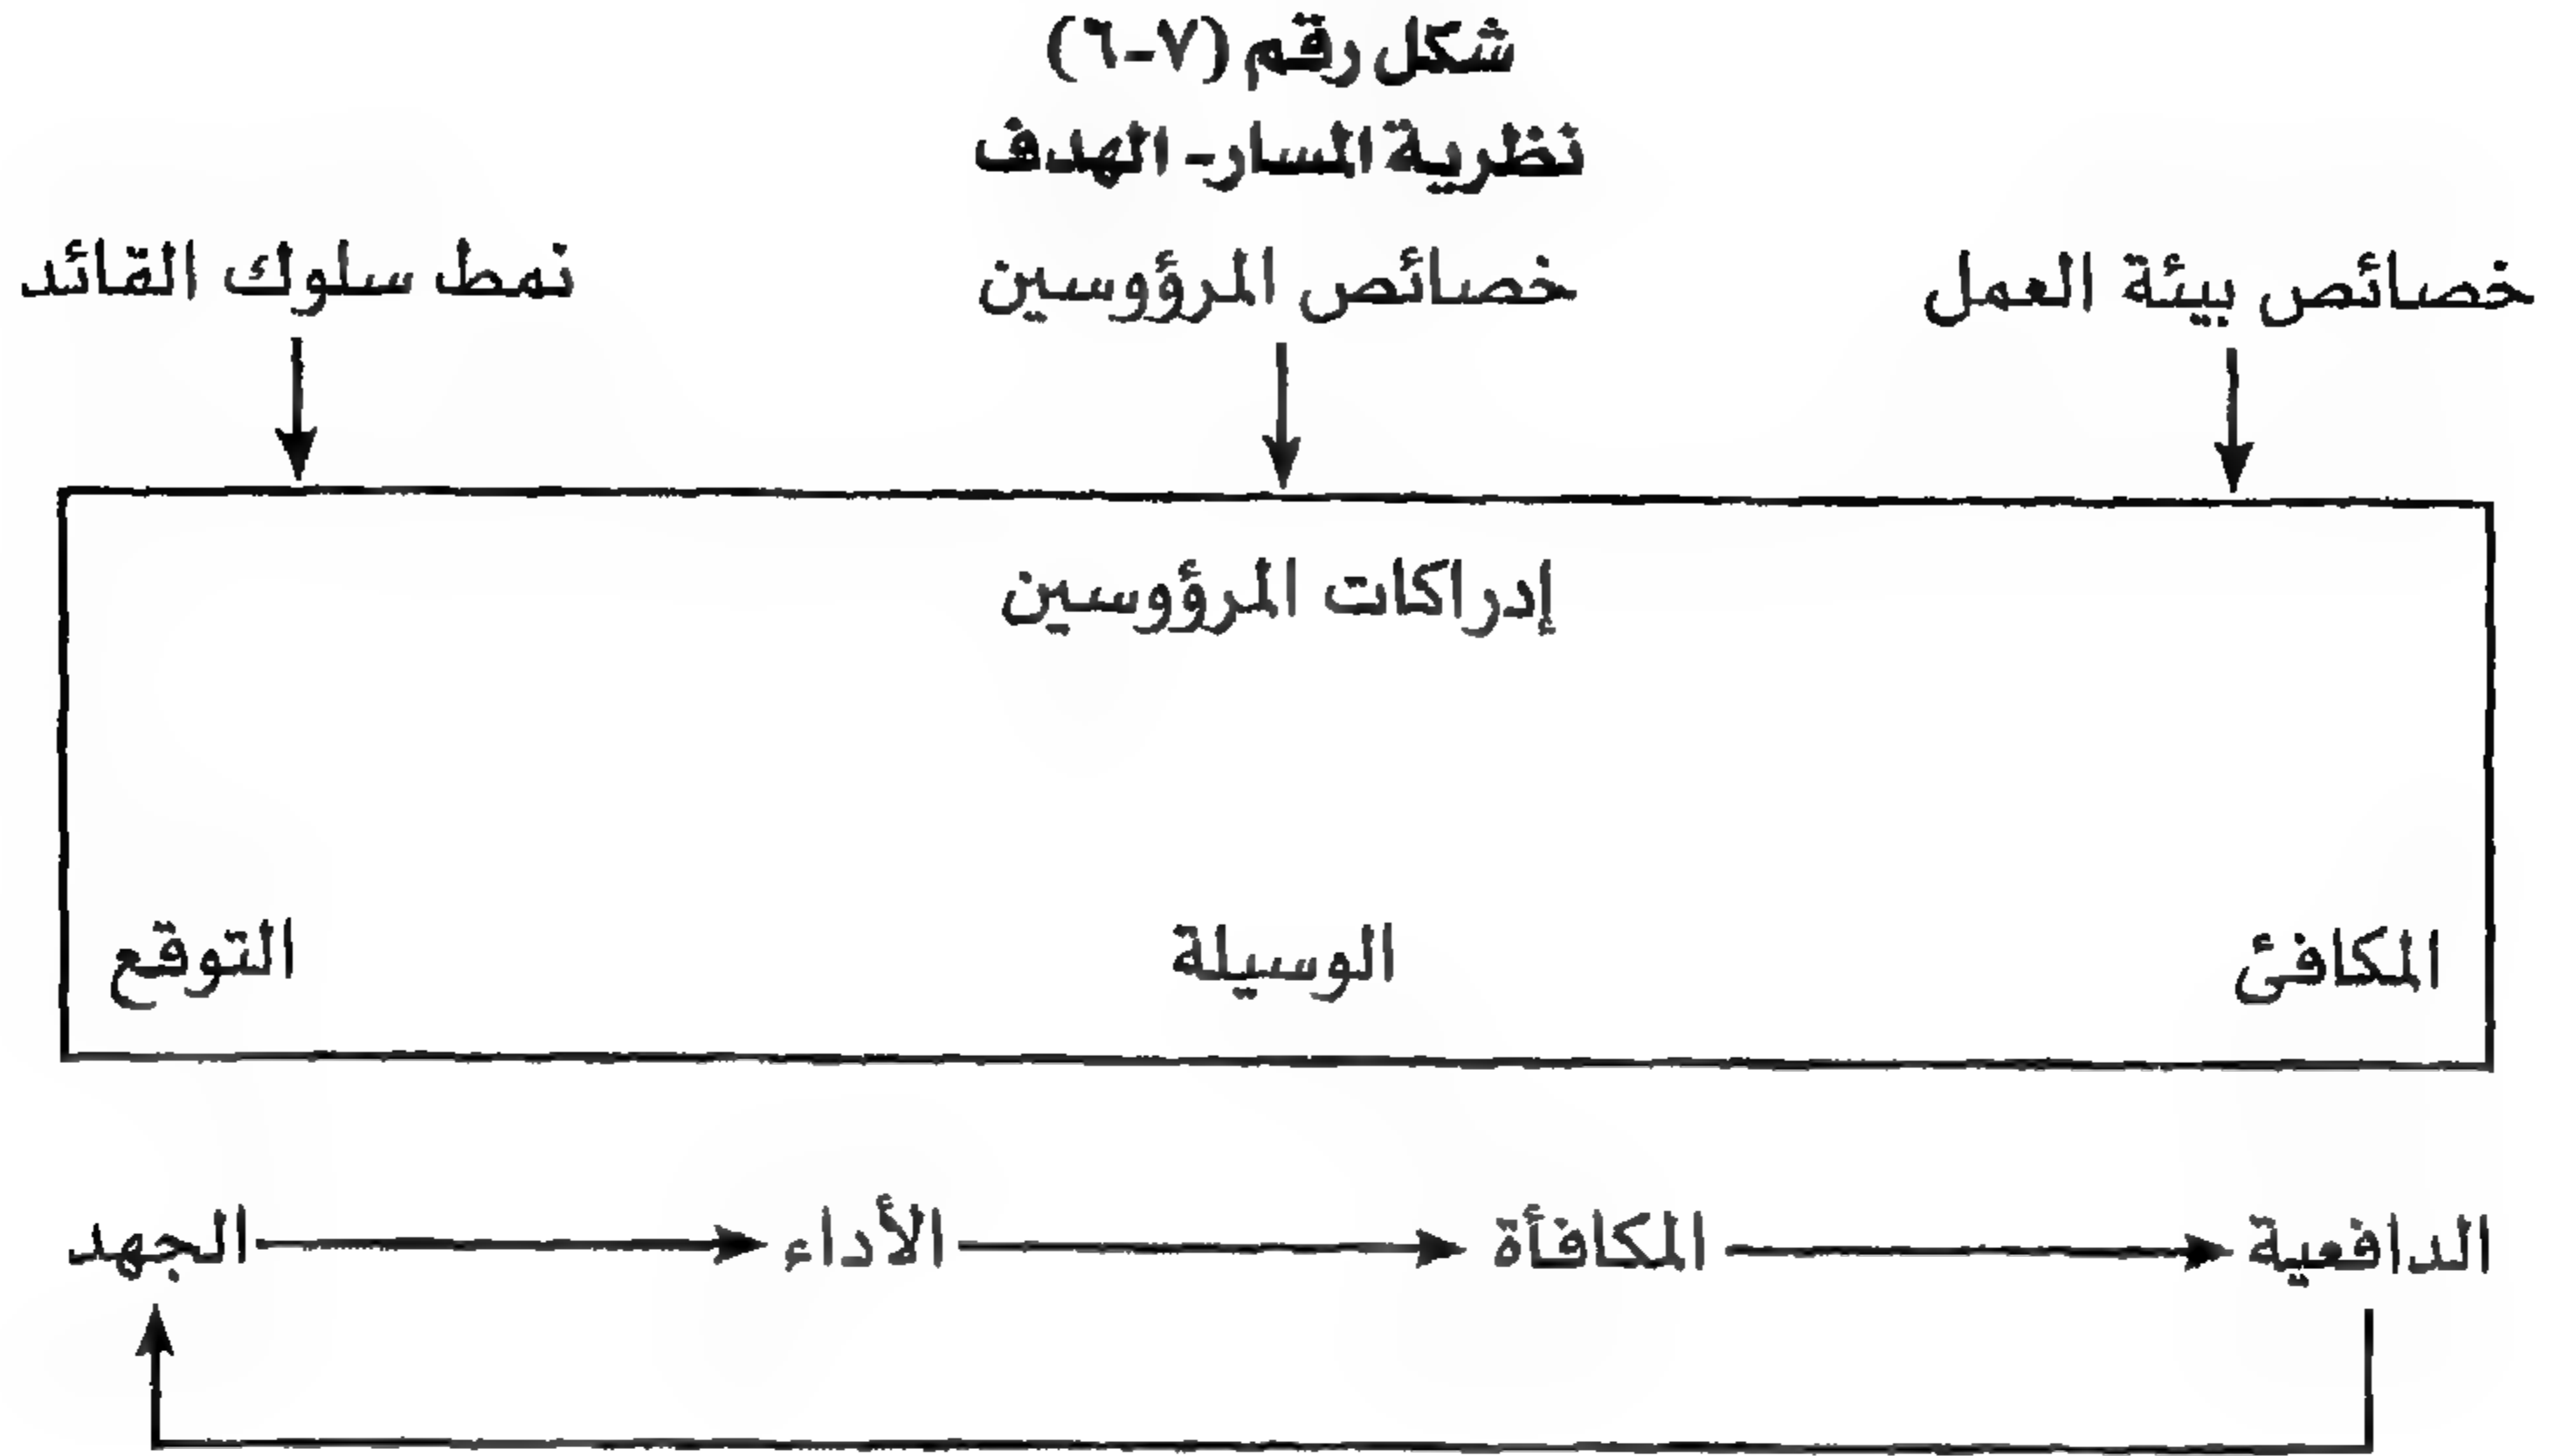 شكل رقم (٧-٦)
نظرية المسار- الهدف
خصائص بيئة العمل
خصائص المرؤوسين
نمط سلوك القائد
إدراكات المرؤوسين
المكافئ
الوسيلة
التوقع
الدافعية
المكافأة
الأداء
الجهد